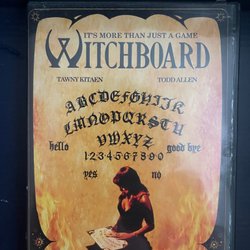 IT'S MORE THAN JUST A GAME
WITCHBOARD
TAWNY KITAEN TODD ALLEN
ABCDEFGHIJK
LMNOPQRSTU
VWXYZ
hello 1234567890 good bye
yes no